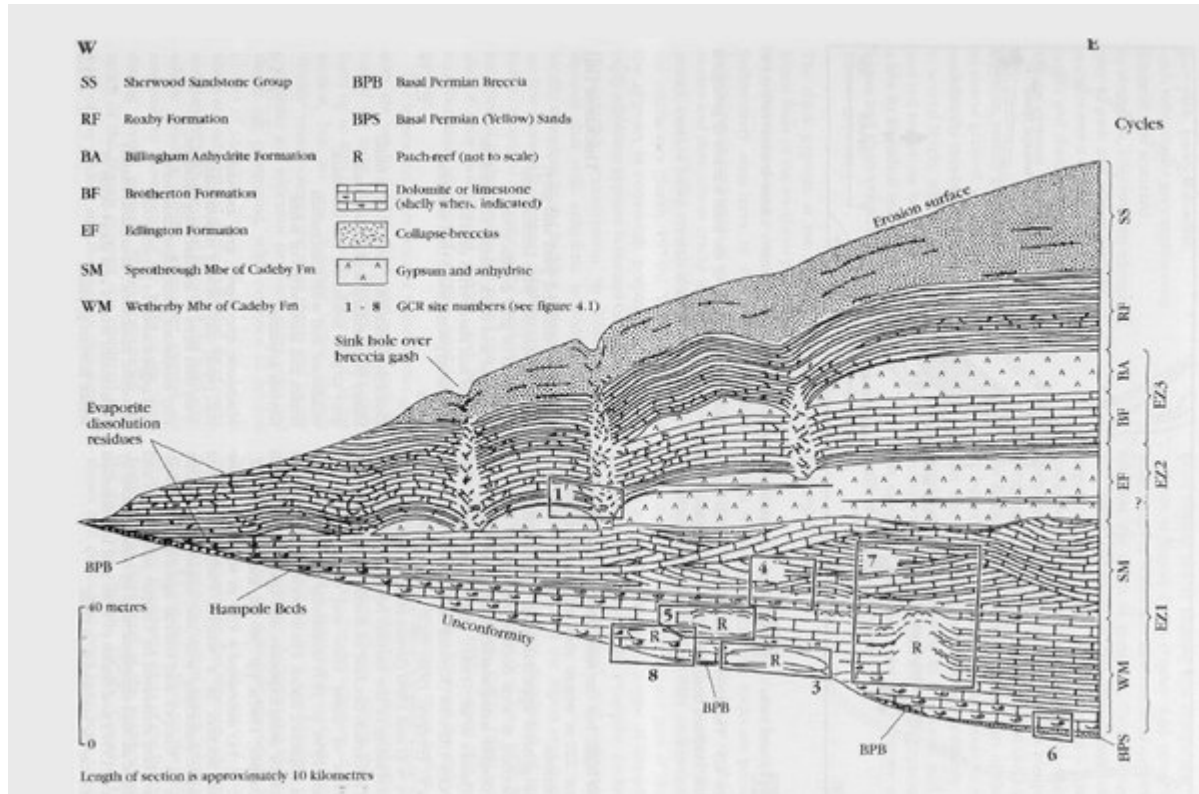 W
E
SS Sherwood Sandstone Group
RF Roxby Formation
BA Billingham Anhydrite Formation
BF Brotherton Formation
EF Edlington Formation
SM Sprotbrough Mbr of Cadeby Fm
WM Wetherby Mbr of Cadeby Fm
BPB Basal Permian Breccia
BPS Basal Permian (Yellow) Sands
R Patch-reef (not to scale)
Dolomite or limestone
(shelly where indicated)
Collapse-breccias
Gypsum and anhydrite
1 - 8 GCR site numbers (see figure 4.1)
Cycles
Erosion surface
Sink hole over
breccia gash
Evaporite
dissolution
residues
BPB
Hampole Beds
Unconformity
40 metres
0
Length of section is approximately 10 kilometres
1
4
7
5
R
R
R
R
8
3
6
BPB
BPB
SS
RF
BA
BF
EF
SM
WM
BPS
EZ3
EZ2
?
EZ1